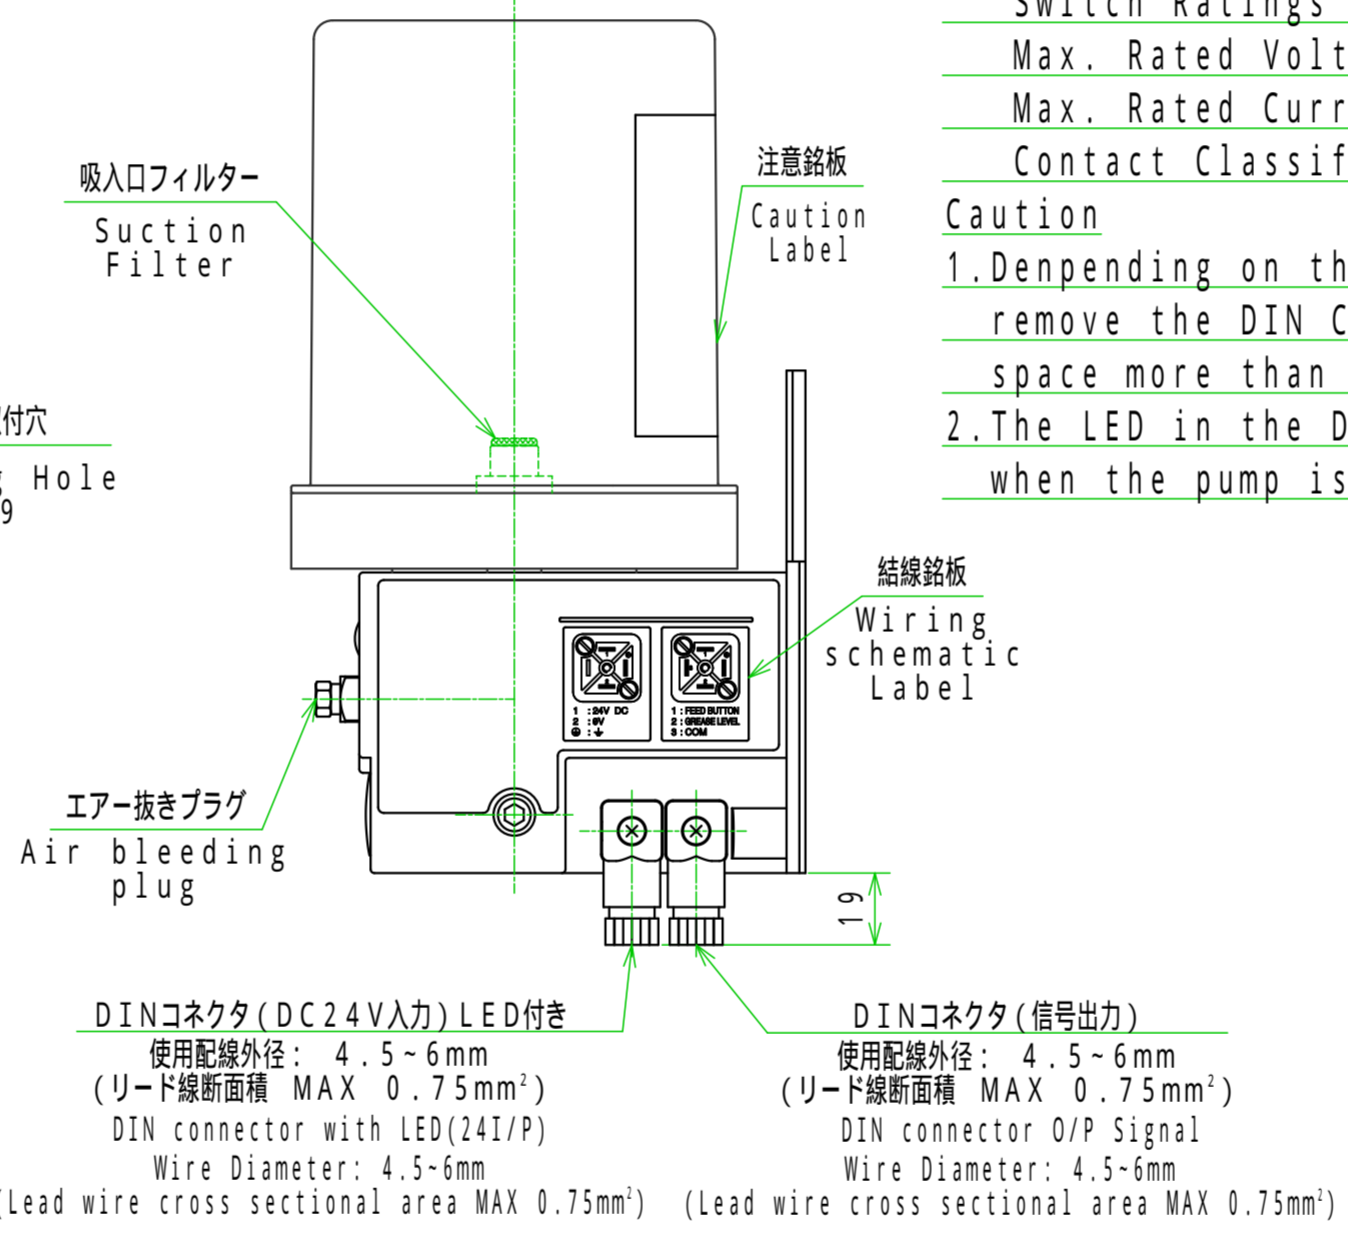 Switch Ratings
Max. Rated Volt
Max. Rated Curr
Contact Classif
Caution
1.Denpending on th
remove the DIN C
space more than
2.The LED in the D
when the pump is
吸入口フィルター
Suction
Filter
注意銘板
Caution
Label
付穴
Hole
9
結線銘板
Wiring
schematic
Label
1 :24V DC
2 :0V
1:FEED BUTTON
2:GREASE LEVEL
3:COM
エアー抜きプラグ
Air bleeding
plug
19
DINコネクタ(DC24V入力)LED付き
使用配線外径: 4.5~6mm
(リード線断面積 MAX 0.75mm²)
DIN connector with LED(24I/P)
Wire Diameter: 4.5~6mm
(Lead wire cross sectional area MAX 0.75mm²)
DINコネクタ(信号出力)
使用配線外径: 4.5~6mm
(リード線断面積 MAX 0.75mm²)
DIN connector O/P Signal
Wire Diameter: 4.5~6mm
(Lead wire cross sectional area MAX 0.75mm²)